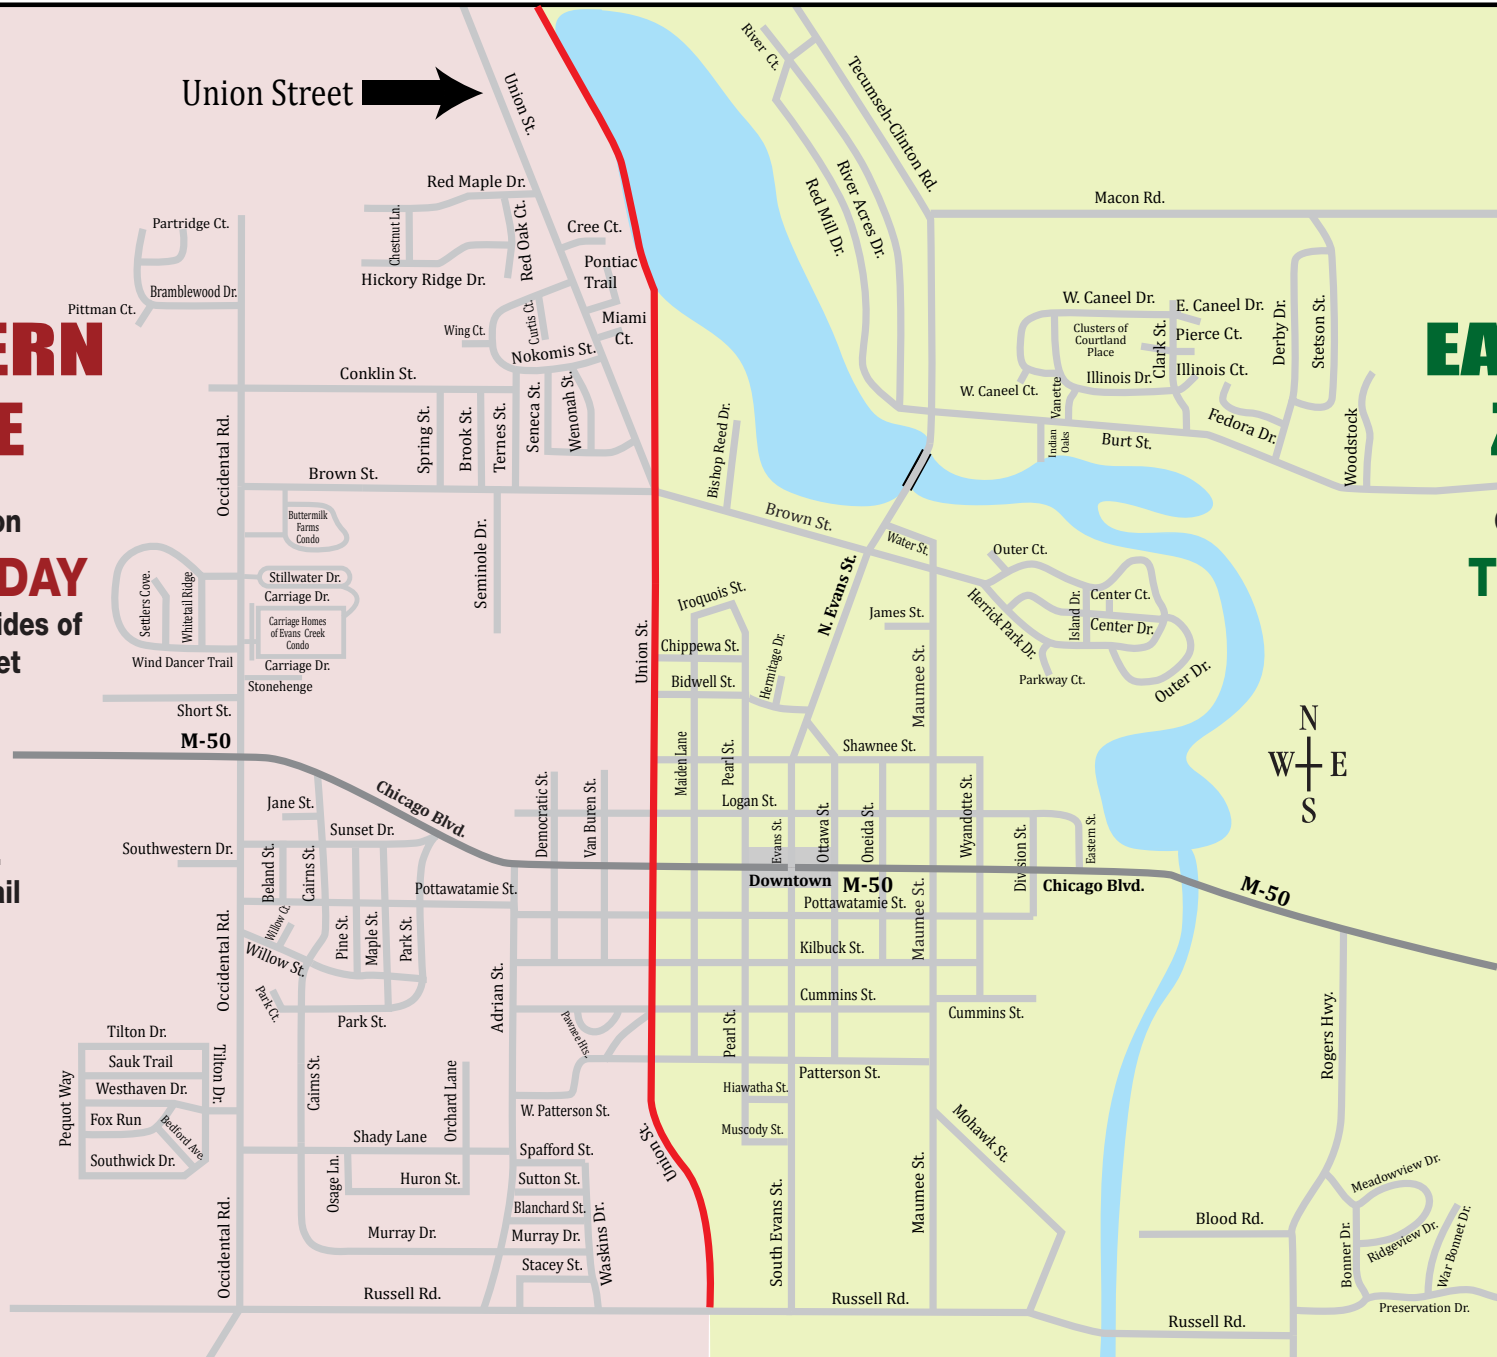 Union Street
Union St.
River Ct.
Tecumseh-Clinton Rd.
Red Maple Dr.
River Acres Dr.
Red Mill Dr.
Macon Rd.
Partridge Ct.
Chestnut Ln.
Red Oak Ct.
Cree Ct.
Pontiac
Trail
Hickory Ridge Dr.
Bramblewood Dr.
Pittman Ct.
Wing Ct.
Curtis Ct.
Nokomis St.
Miami
Ct.
W. Caneel Dr.
E. Caneel Dr.
Clusters of
Courtland
Place
Clark St.
Pierce Ct.
Illinois Ct.
Illinois Dr.
Derby Dr.
Stetson St.
W. Caneel Ct.
Vanette
Indian
Oaks
Burt St.
Fedora Dr.
Woodstock
ERN
E
on
DAY
ides of
et
ail
EA
T
Conklin St.
Occidental Rd.
Spring St.
Brook St.
Ternes St.
Seneca St.
Wenonah St.
Brown St.
Bishop Reed Dr.
Brown St.
Water St.
Buttermilk
Farms
Condo
Seminole Dr.
Settlers Cove.
Whitetail Ridge
Stillwater Dr.
Carriage Dr.
Carriage Homes
of Evans Creek
Condo
Carriage Dr.
Wind Dancer Trail
Stonehenge
Short St.
M-50
Union St.
Iroquois St.
Chippewa St.
Bidwell St.
Hermitage Dr.
N. Evans St.
James St.
Maumee St.
Outer Ct.
Herrick Park Dr.
Island Dr.
Center Ct.
Center Dr.
Parkway Ct.
Outer Dr.
N
W
E
S
Chicago Blvd.
Jane St.
Sunset Dr.
Southwestern Dr.
Beland St.
Cairns St.
Democratic St.
Van Buren St.
Maiden Lane
Pearl St.
Shawnee St.
Logan St.
Evans St.
Ottawa St.
Oneida St.
Wyandotte St.
Division St.
Eastern St.
Downtown
M-50
Chicago Blvd.
M-50
Pottawatamie St.
Pottawatamie St.
Maumee St.
Kilbuck St.
Willow Ct.
Willow St.
Pine St.
Maple St.
Park St.
Occidental Rd.
Park Ct.
Park St.
Adrian St.
Pawnee Hts.
Cummins St.
Cummins St.
Pearl St.
Patterson St.
Rogers Hwy.
Tilton Dr.
Sauk Trail
Westhaven Dr.
Fox Run
Southwick Dr.
Pequot Way
Tilton Dr.
Bedford Ave.
Cairns St.
Orchard Lane
W. Patterson St.
Shady Lane
Osage Ln.
Huron St.
Murray Dr.
Spafford St.
Sutton St.
Blanchard St.
Murray Dr.
Stacey St.
Waskins Dr.
Union St.
Hiawatha St.
Muscody St.
Mohawk St.
Maumee St.
South Evans St.
Occidental Rd.
Russell Rd.
Russell Rd.
Russell Rd.
Blood Rd.
Meadowview Dr.
Ridgeview Dr.
Bonner Dr.
War Bonnet Dr.
Preservation Dr.